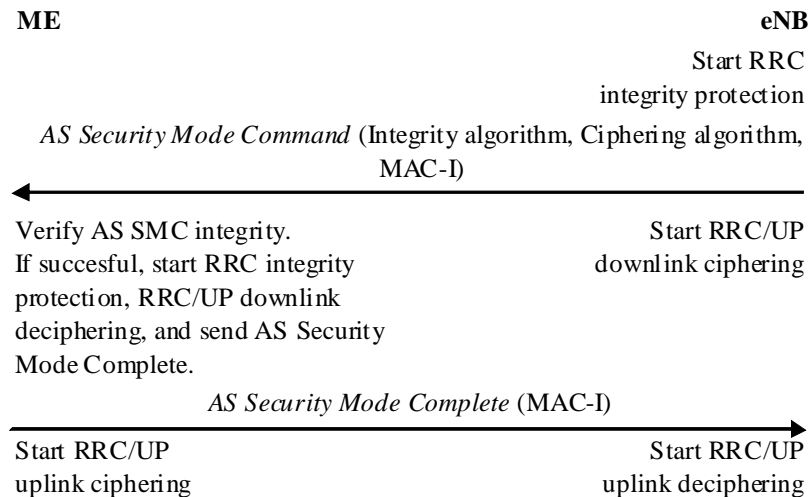 ME eNB
Start RRC
integrity protection
AS Security Mode Command (Integrity algorithm, Ciphering algorithm,
MAC-I)
Verify AS SMC integrity.
If succesful, start RRC integrity
protection, RRC/UP downlink
deciphering, and send AS Security
Mode Complete.
Start RRC/UP
downlink ciphering
AS Security Mode Complete (MAC-I)
Start RRC/UP
uplink ciphering
Start RRC/UP
uplink deciphering